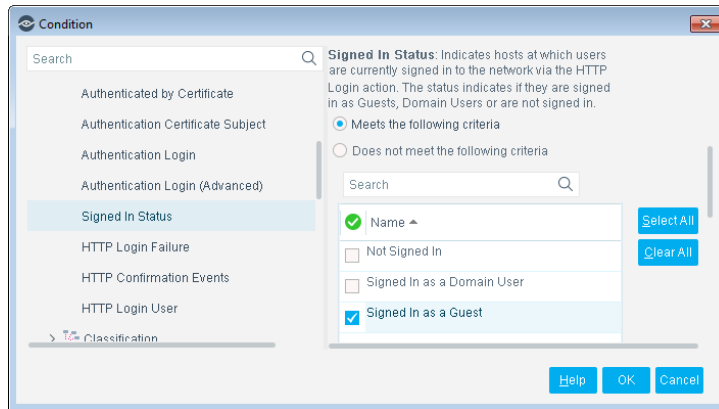 Condition
Search
Authenticated by Certificate
Authentication Certificate Subject
Authentication Login
Authentication Login (Advanced)
Signed In Status
HTTP Login Failure
HTTP Confirmation Events
HTTP Login User
Classification
Signed In Status: Indicates hosts at which users
are currently signed in to the network via the HTTP
Login action. The status indicates if they are signed
in as Guests, Domain Users or are not signed in.
Meets the following criteria
Does not meet the following criteria
Search
Name
Not Signed In
Signed In as a Domain User
Signed In as a Guest
Select All
Clear All
Help
OK
Cancel